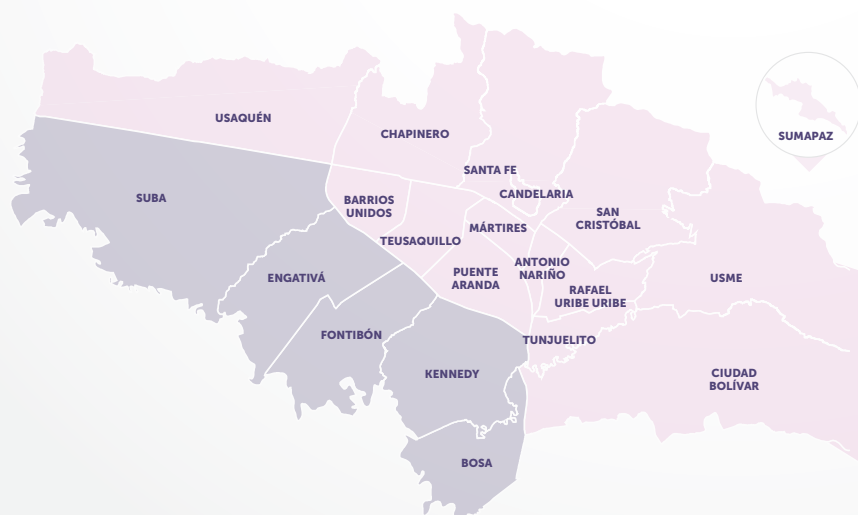 USAQUÉN
CHAPINERO
SUMAPAZ
SANTA FE
CANDELARIA
SUBA
BARRIOS
UNIDOS
SAN
CRISTÓBAL
MÁRTIRES
TEUSAQUILLO
ANTONIO
NARIÑO
PUENTE
ARANDA
ENGATIVÁ
USME
RAFAEL
URIBE URIBE
FONTIBÓN
TUNJUELITO
KENNEDY
CIUDAD
BOLÍVAR
BOSA